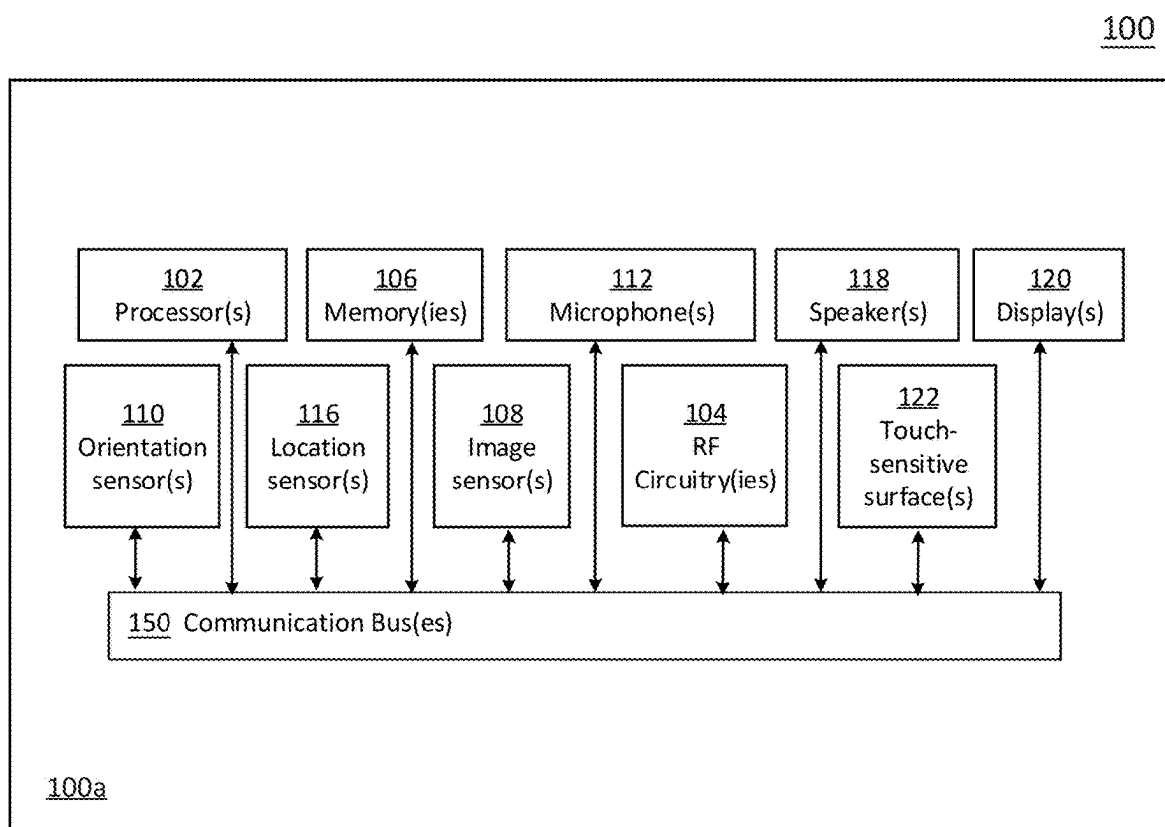 100
102
Processor(s)
106
Memory(ies)
112
Microphone(s)
118
Speaker(s)
120
Display(s)
110
Orientation
sensor(s)
116
Location
sensor(s)
108
Image
sensor(s)
104
RF
Circuitry(ies)
122
Touch-
sensitive
surface(s)
150 Communication Bus(es)
100a